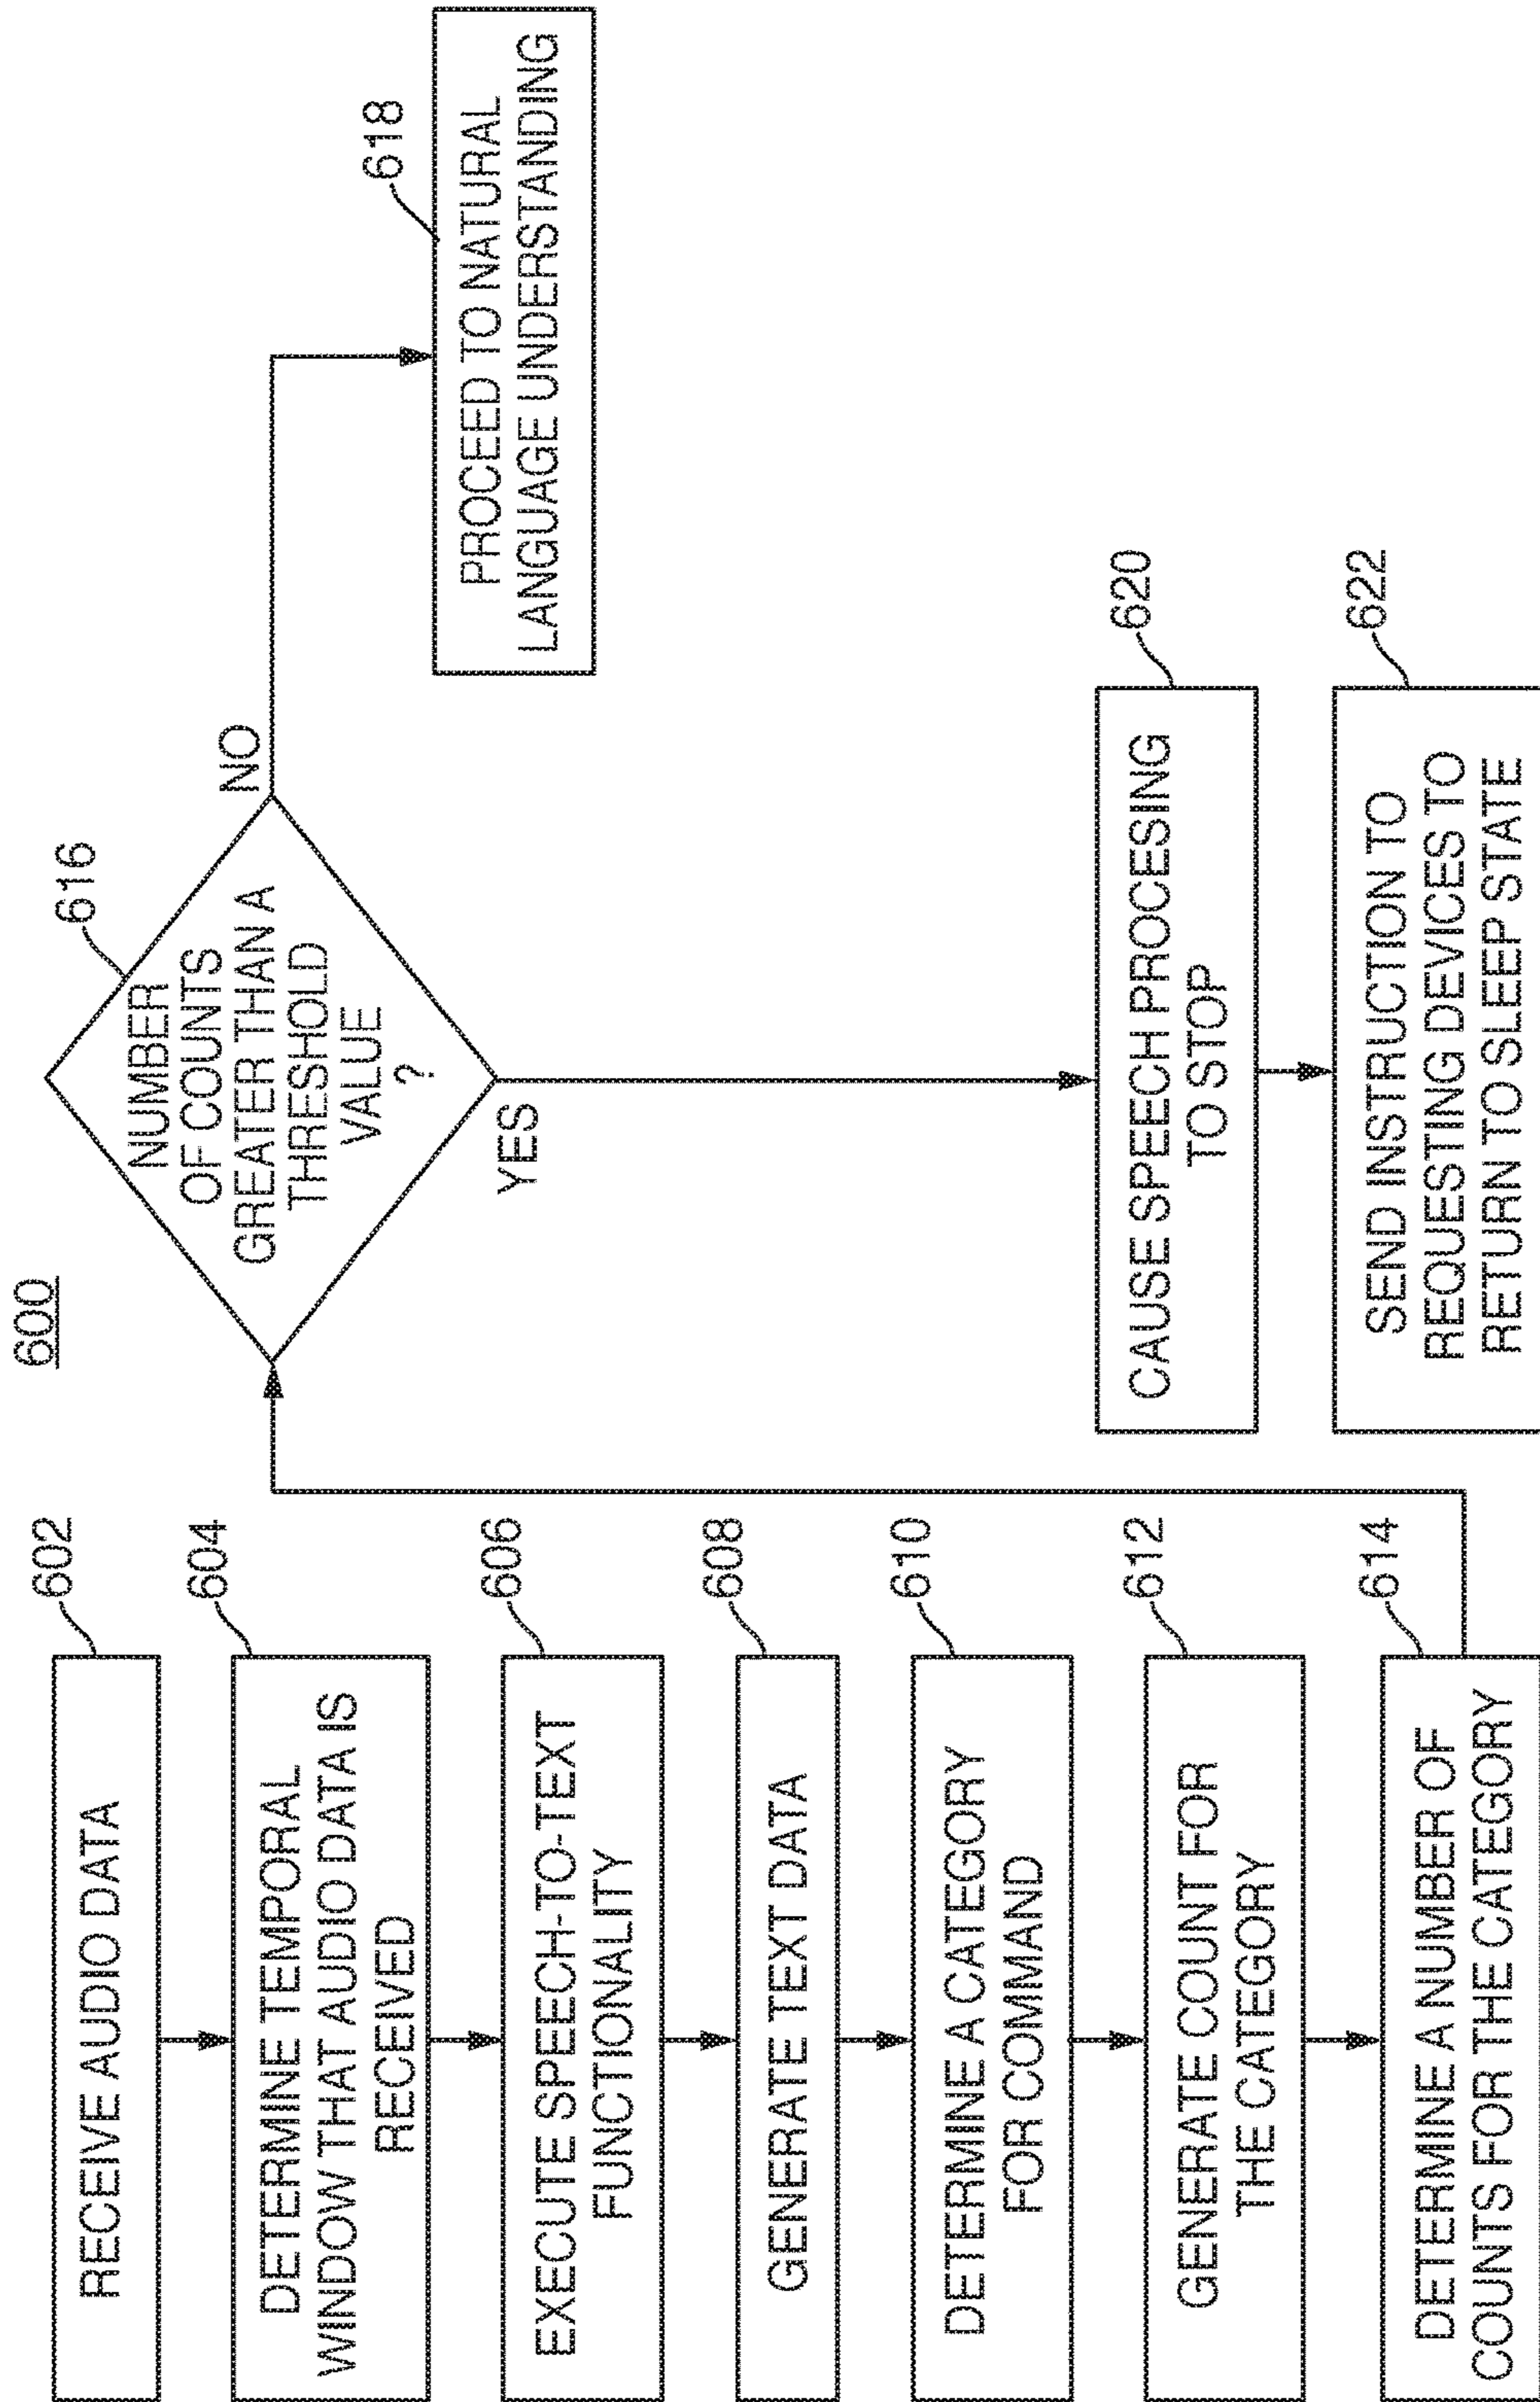 600
602
RECEIVE AUDIO DATA
604
DETERMINE TEMPORAL
WINDOW THAT AUDIO DATA IS
RECEIVED
606
EXECUTE SPEECH-TO-TEXT
FUNCTIONALITY
608
GENERATE TEXT DATA
610
DETERMINE A CATEGORY
FOR COMMAND
612
GENERATE COUNT FOR
THE CATEGORY
614
DETERMINE A NUMBER OF
COUNTS FOR THE CATEGORY
616
NUMBER
OF COUNTS
GREATER THAN A
THRESHOLD
VALUE
?
NO
YES
618
PROCEED TO NATURAL
LANGUAGE UNDERSTANDING
620
CAUSE SPEECH PROCESING
TO STOP
622
SEND INSTRUCTION TO
REQUESTING DEVICES TO
RETURN TO SLEEP STATE